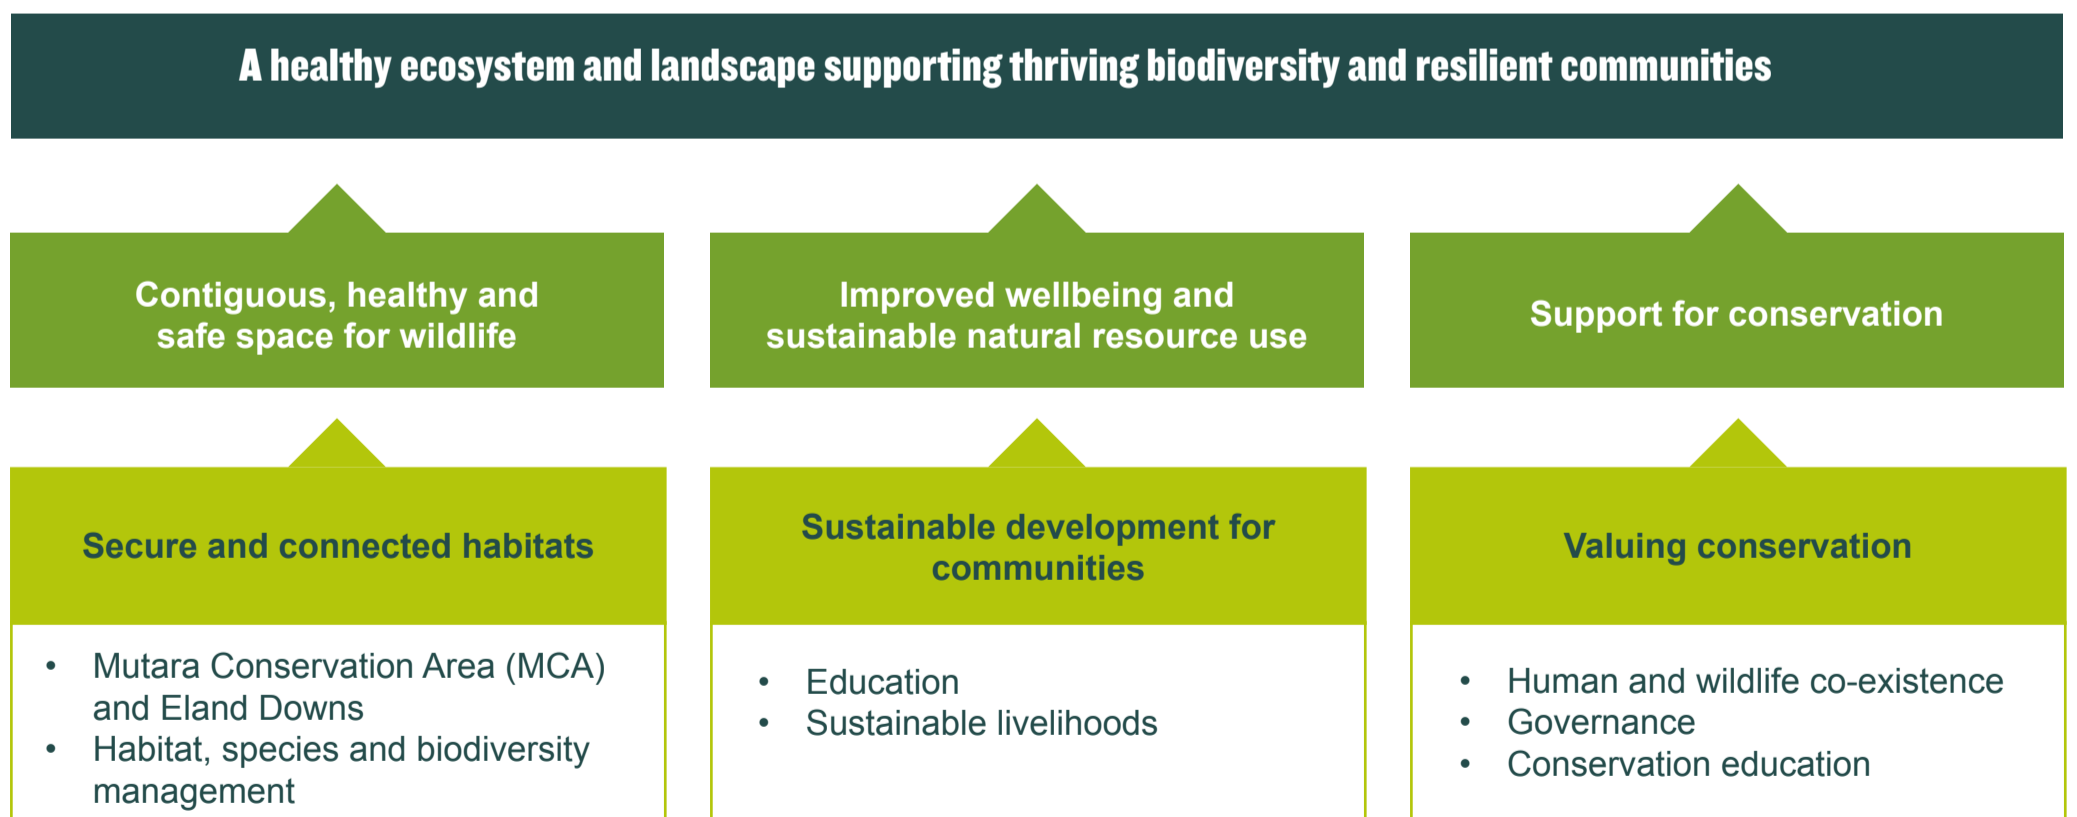 A healthy ecosystem and landscape supporting thriving biodiversity and resilient communities
Contiguous, healthy and
safe space for wildlife
Improved wellbeing and
sustainable natural resource use
Support for conservation
Secure and connected habitats
Sustainable development for
communities
Valuing conservation
• Mutara Conservation Area (MCA)
and Eland Downs
• Habitat, species and biodiversity
management
• Education
• Sustainable livelihoods
• Human and wildlife co-existence
• Governance
• Conservation education